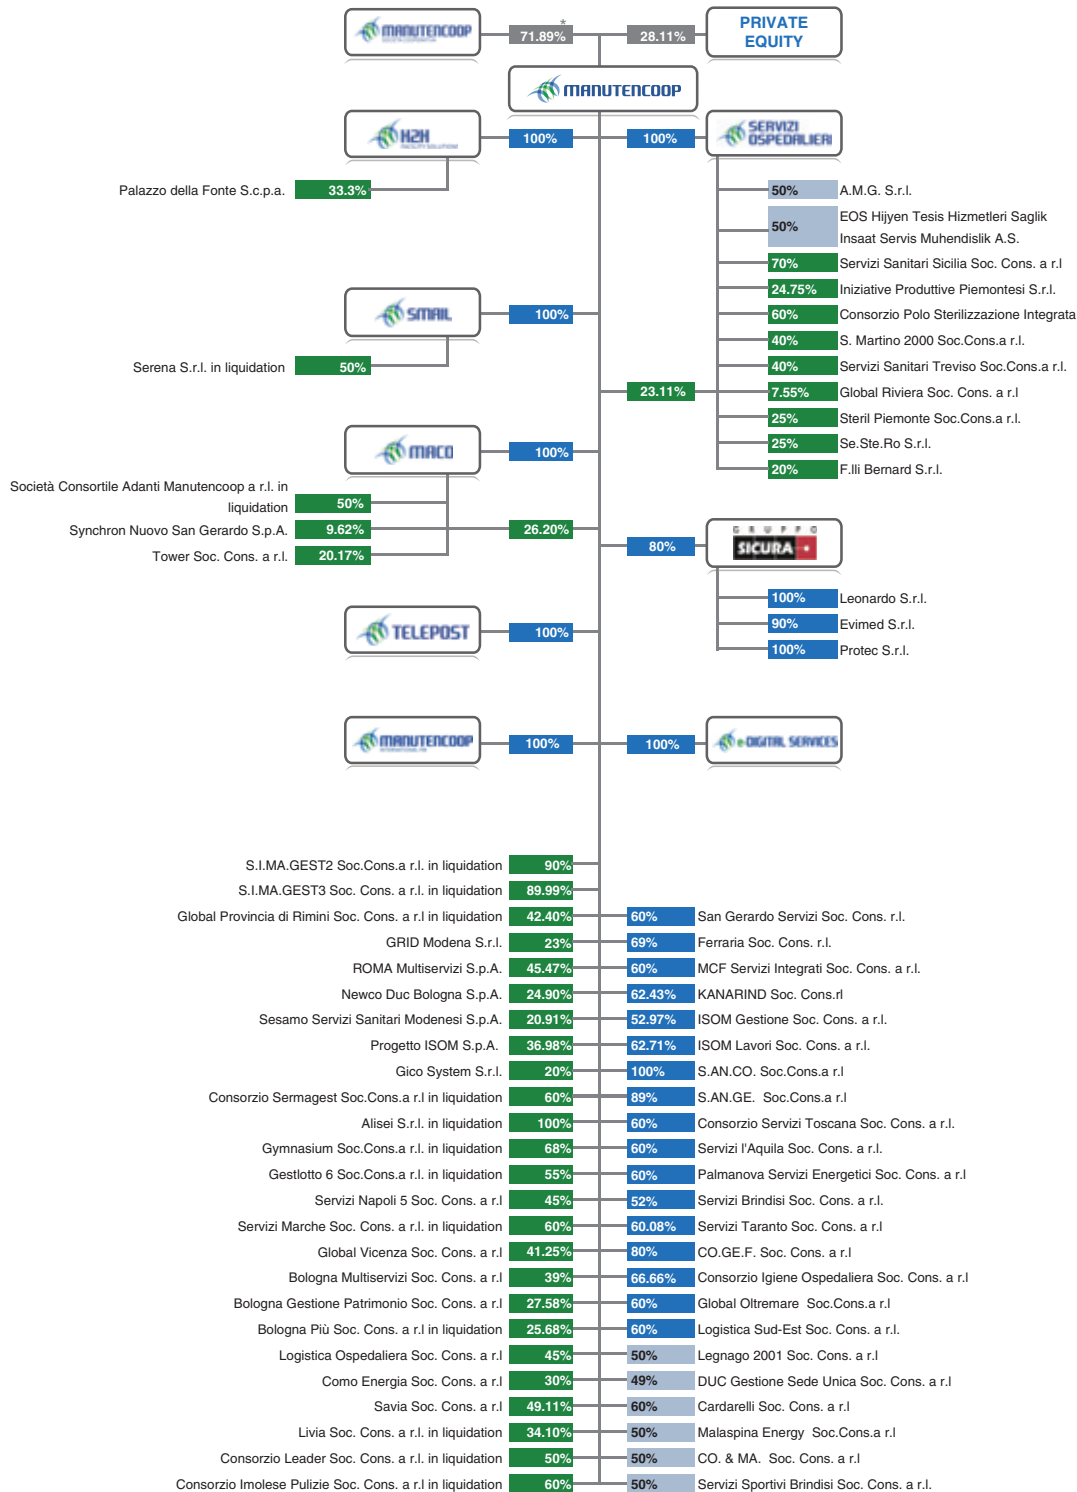 MANUTENCOOP
SOCIETÀ COOPERATIVA
71.89%
*
28.11%
PRIVATE
EQUITY
MANUTENCOOP
H2H
FACILITY SOLUTIONS
100%
100%
SERVIZI
OSPEDALIERI
Palazzo della Fonte S.c.p.a.
33.3%
50%
A.M.G. S.r.l.
50%
EOS Hijyen Tesis Hizmetleri Saglik
Insaat Servis Muhendislik A.S.
70%
Servizi Sanitari Sicilia Soc. Cons. a r.l
24.75%
Iniziative Produttive Piemontesi S.r.l.
60%
Consorzio Polo Sterilizzazione Integrata
40%
S. Martino 2000 Soc.Cons.a r.l.
40%
Servizi Sanitari Treviso Soc.Cons.a r.l.
23.11%
7.55%
Global Riviera Soc. Cons. a r.l
25%
Steril Piemonte Soc.Cons.a r.l.
25%
Se.Ste.Ro S.r.l.
20%
F.lli Bernard S.r.l.
SMAIL
100%
Serena S.r.l. in liquidation
50%
MACO
100%
Società Consortile Adanti Manutencoop a r.l. in
liquidation
50%
Synchron Nuovo San Gerardo S.p.A.
9.62%
26.20%
Tower Soc. Cons. a r.l.
20.17%
80%
GRUPPO
SICURA
100%
Leonardo S.r.l.
90%
Evimed S.r.l.
100%
Protec S.r.l.
TELEPOST
100%
MANUTENCOOP
INTERNATIONAL FM
100%
100%
e-DIGITAL SERVICES
S.I.MA.GEST2 Soc.Cons.a r.l. in liquidation
90%
S.I.MA.GEST3 Soc. Cons. a r.l. in liquidation
89.99%
Global Provincia di Rimini Soc. Cons. a r.l in liquidation
42.40%
60%
San Gerardo Servizi Soc. Cons. r.l.
GRID Modena S.r.l.
23%
69%
Ferraria Soc. Cons. r.l.
ROMA Multiservizi S.p.A.
45.47%
60%
MCF Servizi Integrati Soc. Cons. a r.l.
Newco Duc Bologna S.p.A.
24.90%
62.43%
KANARIND Soc. Cons.rl
Sesamo Servizi Sanitari Modenesi S.p.A.
20.91%
52.97%
ISOM Gestione Soc. Cons. a r.l.
Progetto ISOM S.p.A.
36.98%
62.71%
ISOM Lavori Soc. Cons. a r.l.
Gico System S.r.l.
20%
100%
S.AN.CO. Soc.Cons.a r.l
Consorzio Sermagest Soc.Cons.a r.l in liquidation
60%
89%
S.AN.GE. Soc.Cons.a r.l
Alisei S.r.l. in liquidation
100%
60%
Consorzio Servizi Toscana Soc. Cons. a r.l.
Gymnasium Soc.Cons.a r.l. in liquidation
68%
60%
Servizi l'Aquila Soc. Cons. a r.l.
Gestlotto 6 Soc.Cons.a r.l. in liquidation
55%
60%
Palmanova Servizi Energetici Soc. Cons. a r.l
Servizi Napoli 5 Soc. Cons. a r.l
45%
52%
Servizi Brindisi Soc. Cons. a r.l.
Servizi Marche Soc. Cons. a r.l. in liquidation
60%
60.08%
Servizi Taranto Soc. Cons. a r.l
Global Vicenza Soc. Cons. a r.l
41.25%
80%
CO.GE.F. Soc. Cons. a r.l
Bologna Multiservizi Soc. Cons. a r.l
39%
66.66%
Consorzio Igiene Ospedaliera Soc. Cons. a r.l
Bologna Gestione Patrimonio Soc. Cons. a r.l
27.58%
60%
Global Oltremare Soc.Cons.a r.l
Bologna Più Soc. Cons. a r.l in liquidation
25.68%
60%
Logistica Sud-Est Soc. Cons. a r.l.
Logistica Ospedaliera Soc. Cons. a r.l
45%
50%
Legnago 2001 Soc. Cons. a r.l
Como Energia Soc. Cons. a r.l
30%
49%
DUC Gestione Sede Unica Soc. Cons. a r.l
Savia Soc. Cons. a r.l
49.11%
60%
Cardarelli Soc. Cons. a r.l
Livia Soc. Cons. a r.l. in liquidation
34.10%
50%
Malaspina Energy Soc.Cons.a r.l
Consorzio Leader Soc. Cons. a r.l. in liquidation
50%
50%
CO. & MA. Soc. Cons. a r.l
Consorzio Imolese Pulizie Soc. Cons. a r.l in liquidation
60%
50%
Servizi Sportivi Brindisi Soc. Cons. a r.l.